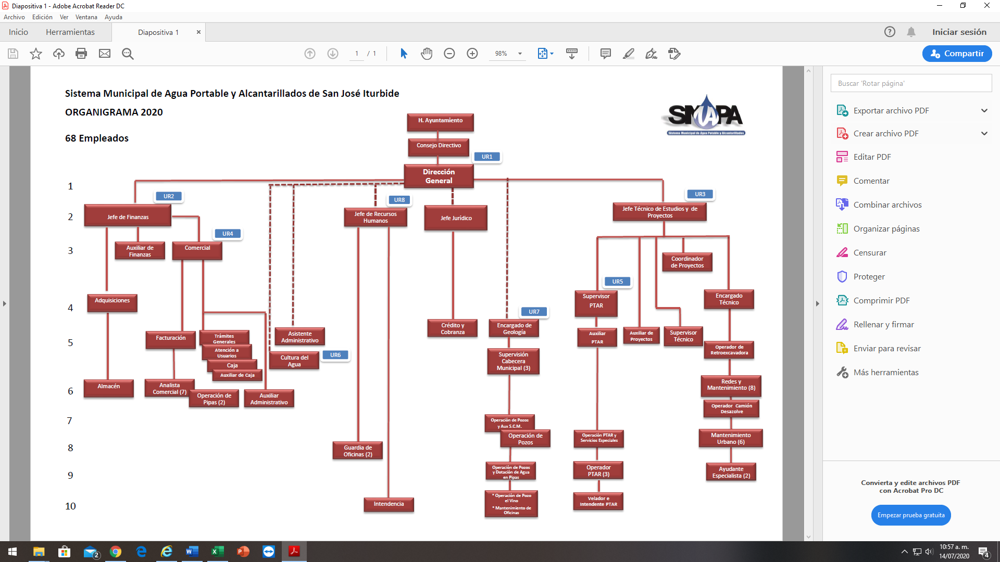 Diapositiva 1 - Adobe Acrobat Reader DC
Archivo Edición Ver Ventana Ayuda
Inicio Herramientas Diapositiva 1
Iniciar sesión
1 / 1
98%
Compartir
Sistema Municipal de Agua Portable y Alcantarillados de San José Iturbide
ORGANIGRAMA 2020
68 Empleados
SMAPA
Sistema Municipal de Agua Potable y Alcantarillados
H. Ayuntamiento
Consejo Directivo
UR1
Dirección
General
1
UR2
UR8
UR3
2
Jefe de Finanzas
Jefe de Recursos
Humanos
Jefe Jurídico
Jefe Técnico de Estudios y de
Proyectos
UR4
3
Auxiliar de
Finanzas
Comercial
Coordinador
de Proyectos
UR5
4
Adquisiciones
Supervisor
PTAR
Encargado
Técnico
UR7
Crédito y
Cobranza
Encargado de
Geología
5
Facturación
Trámites
Generales
Atención a
Usuarios
Caja
Auxiliar de Caja
Asistente
Administrativo
Cultura del
Agua
UR6
Supervisión
Cabecera
Municipal (3)
Auxiliar
PTAR
Auxiliar de
Proyectos
Supervisor
Técnico
Operador de
Retroexcavadora
6
Almacén
Analista
Comercial (7)
Operación de
Pipas (2)
Auxiliar
Administrativo
Redes y
Mantenimiento (8)
Operador Camión
Desazolve
7
Operación de Pozos
y Aux S.C.M.
Operación de
Pozos
Operación PTAR y
Servicios Especiales
Mantenimiento
Urbano (6)
8
Guardia de
Oficinas (2)
9
Operación de Pozos
y Dotación de Agua
en Pipas
Operador
PTAR (3)
Ayudante
Especialista (2)
10
Intendencia
* Operación de Pozo
el Vino
* Mantenimiento de
Oficinas
Velador e
Intendente PTAR
Buscar 'Rotar página'
Exportar archivo PDF
Crear archivo PDF
Editar PDF
Comentar
Combinar archivos
Organizar páginas
Censurar
Proteger
Comprimir PDF
Rellenar y firmar
Enviar para revisar
Más herramientas
Convierta y edite archivos PDF
con Acrobat Pro DC
Empezar prueba gratuita
2
10:57 a. m.
14/07/2020
4